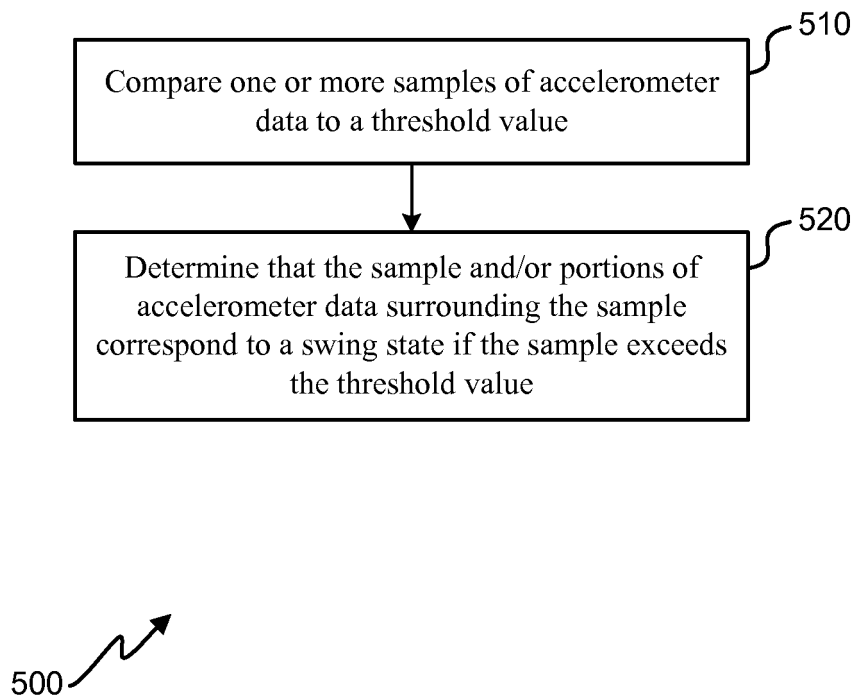 510
Compare one or more samples of accelerometer
data to a threshold value
520
Determine that the sample and/or portions of
accelerometer data surrounding the sample
correspond to a swing state if the sample exceeds
the threshold value
500